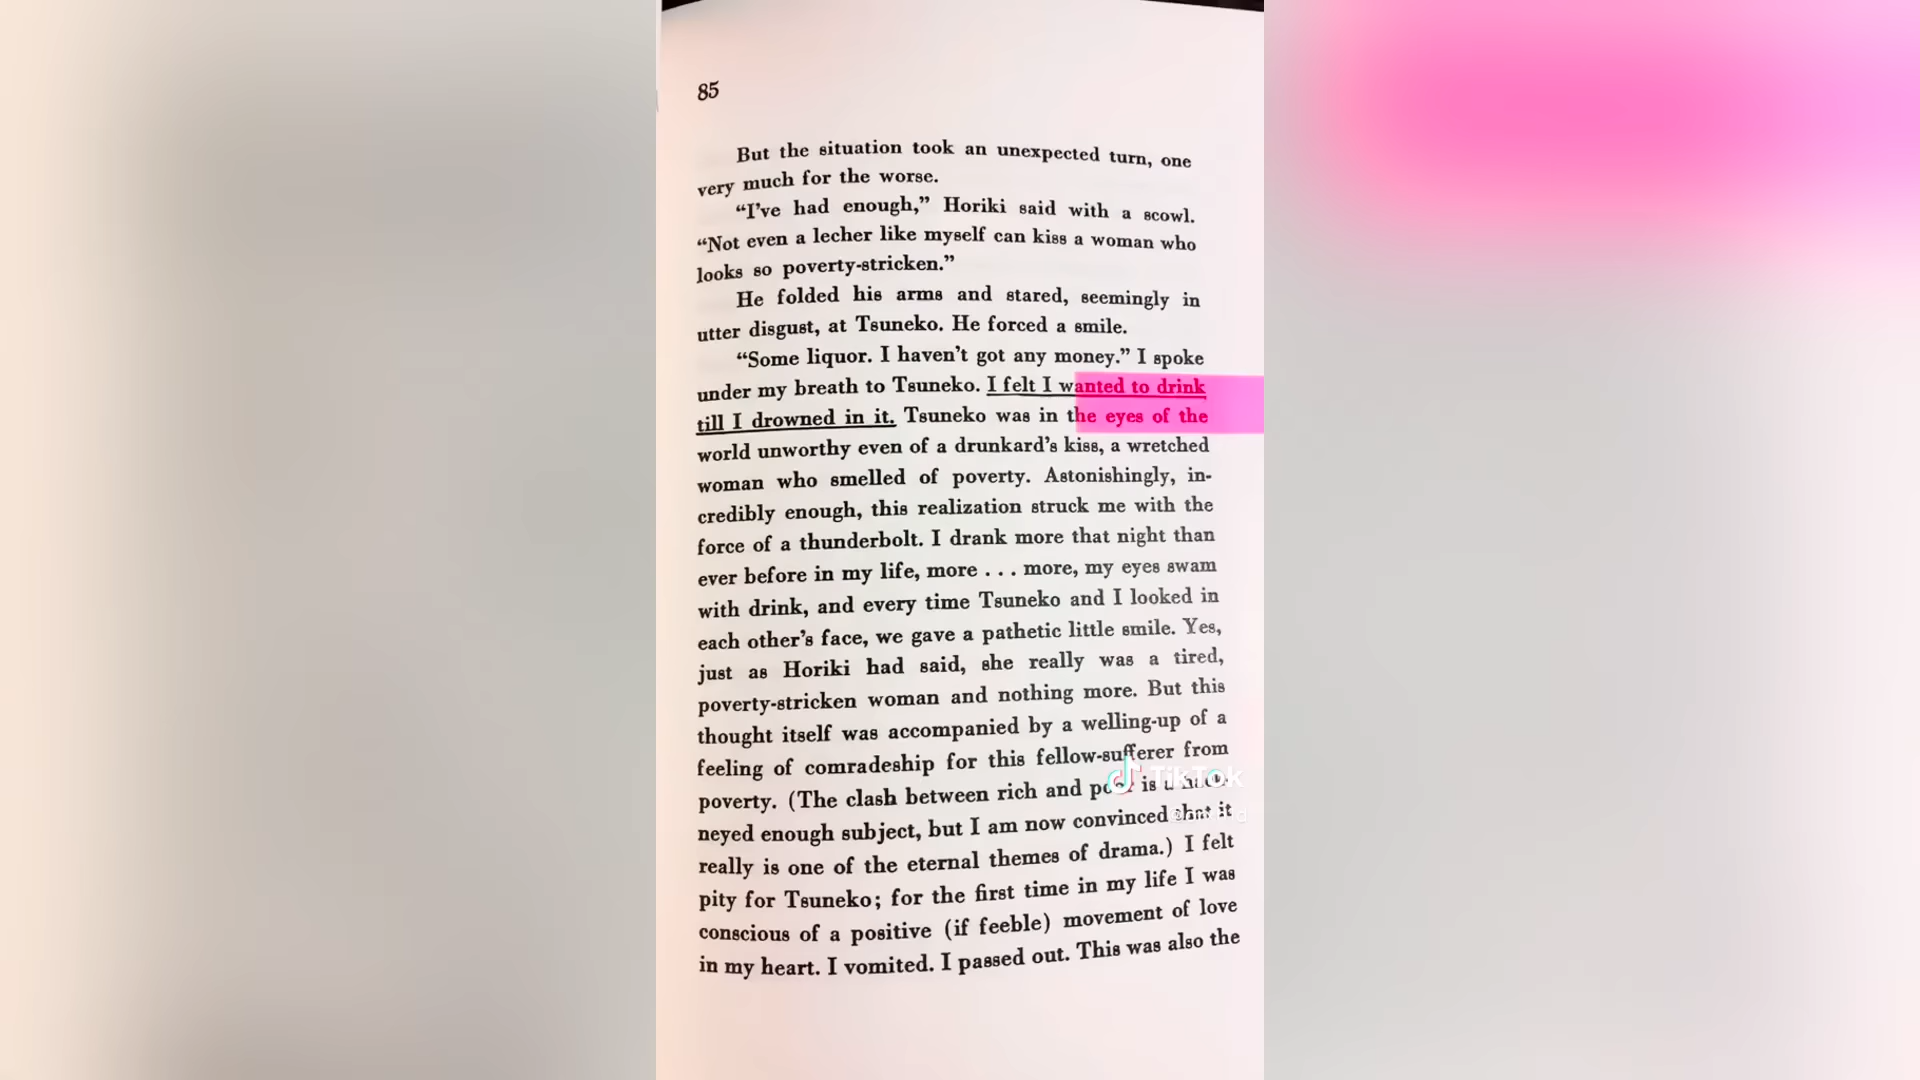 85
But the situation took an unexpected turn, one
very much for the worse.
“I’ve had enough,” Horiki said with a scowl.
“Not even a lecher like myself can kiss a woman who
looks so poverty-stricken.”
He folded his arms and stared, seemingly in
utter disgust, at Tsuneko. He forced a smile.
“Some liquor. I haven’t got any money.” I spoke
under my breath to Tsuneko. I felt I wanted to drink
till I drowned in it. Tsuneko was in the eyes of the
world unworthy even of a drunkard’s kiss, a wretched
woman who smelled of poverty. Astonishingly, in-
credibly enough, this realization struck me with the
force of a thunderbolt. I drank more that night than
ever before in my life, more . . . more, my eyes swam
with drink, and every time Tsuneko and I looked in
each other’s face, we gave a pathetic little smile. Yes,
just as Horiki had said, she really was a tired,
poverty-stricken woman and nothing more. But this
thought itself was accompanied by a welling-up of a
feeling of comradeship for this fellow-sufferer from
poverty. (The clash between rich and poor is a
neyed enough subject, but I am now convinced that it
really is one of the eternal themes of drama.) I felt
pity for Tsuneko; for the first time in my life I was
conscious of a positive (if feeble) movement of love
in my heart. I vomited. I passed out. This was also the
TikTok